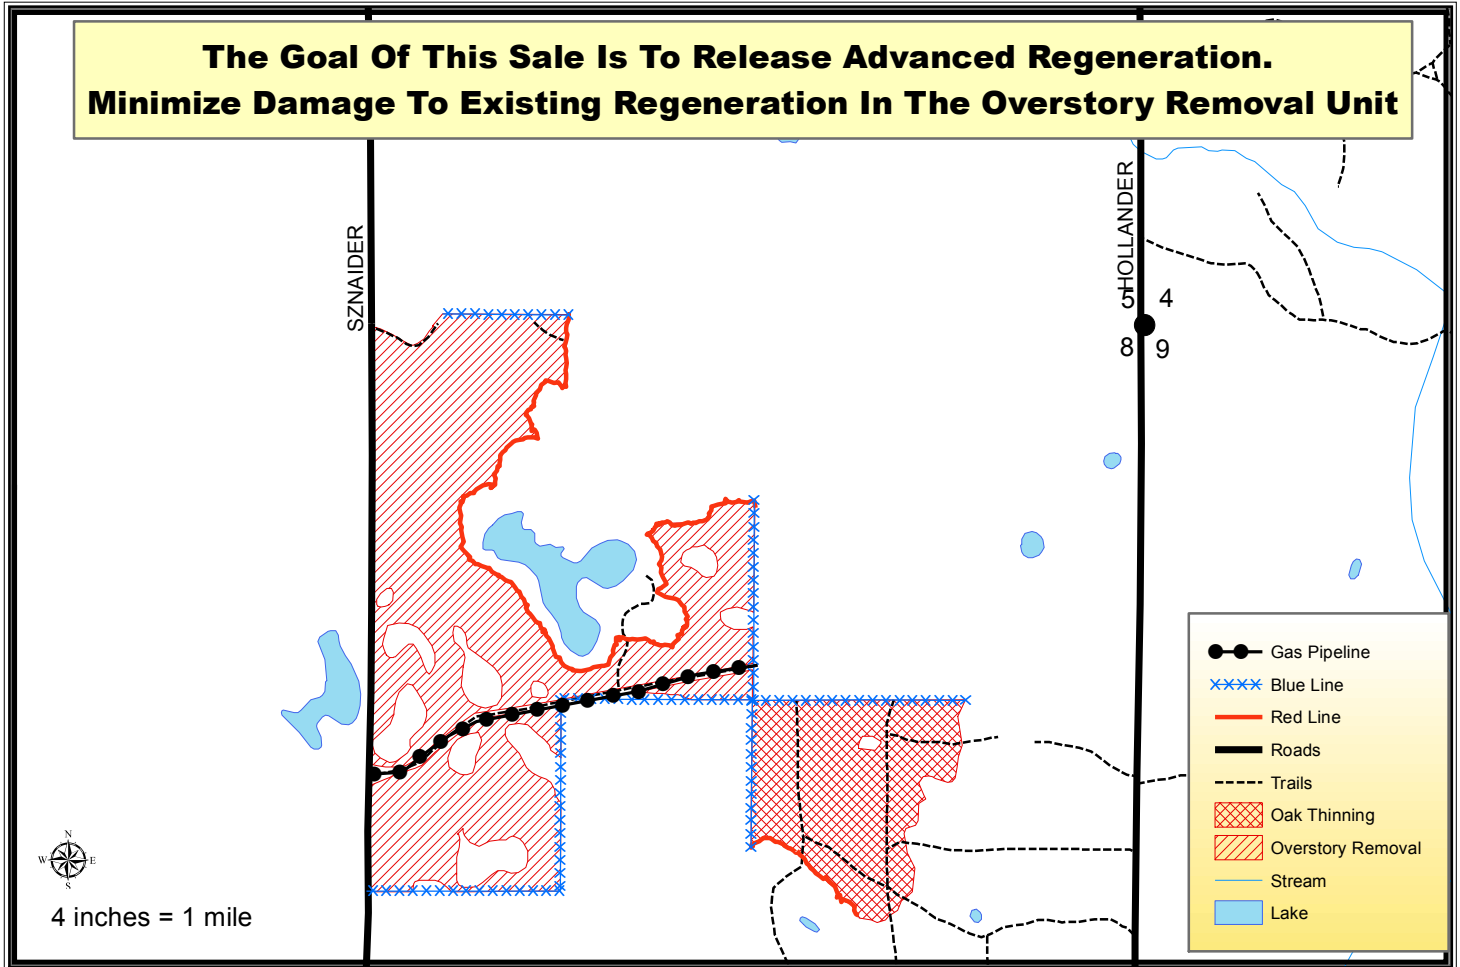 The Goal Of This Sale Is To Release Advanced Regeneration.
Minimize Damage To Existing Regeneration In The Overstory Removal Unit
SZNAIDER
HOLLANDER
5 4
8 9
Gas Pipeline
Blue Line
Red Line
Roads
Trails
Oak Thinning
Overstory Removal
Stream
Lake
N
W E
S
4 inches = 1 mile